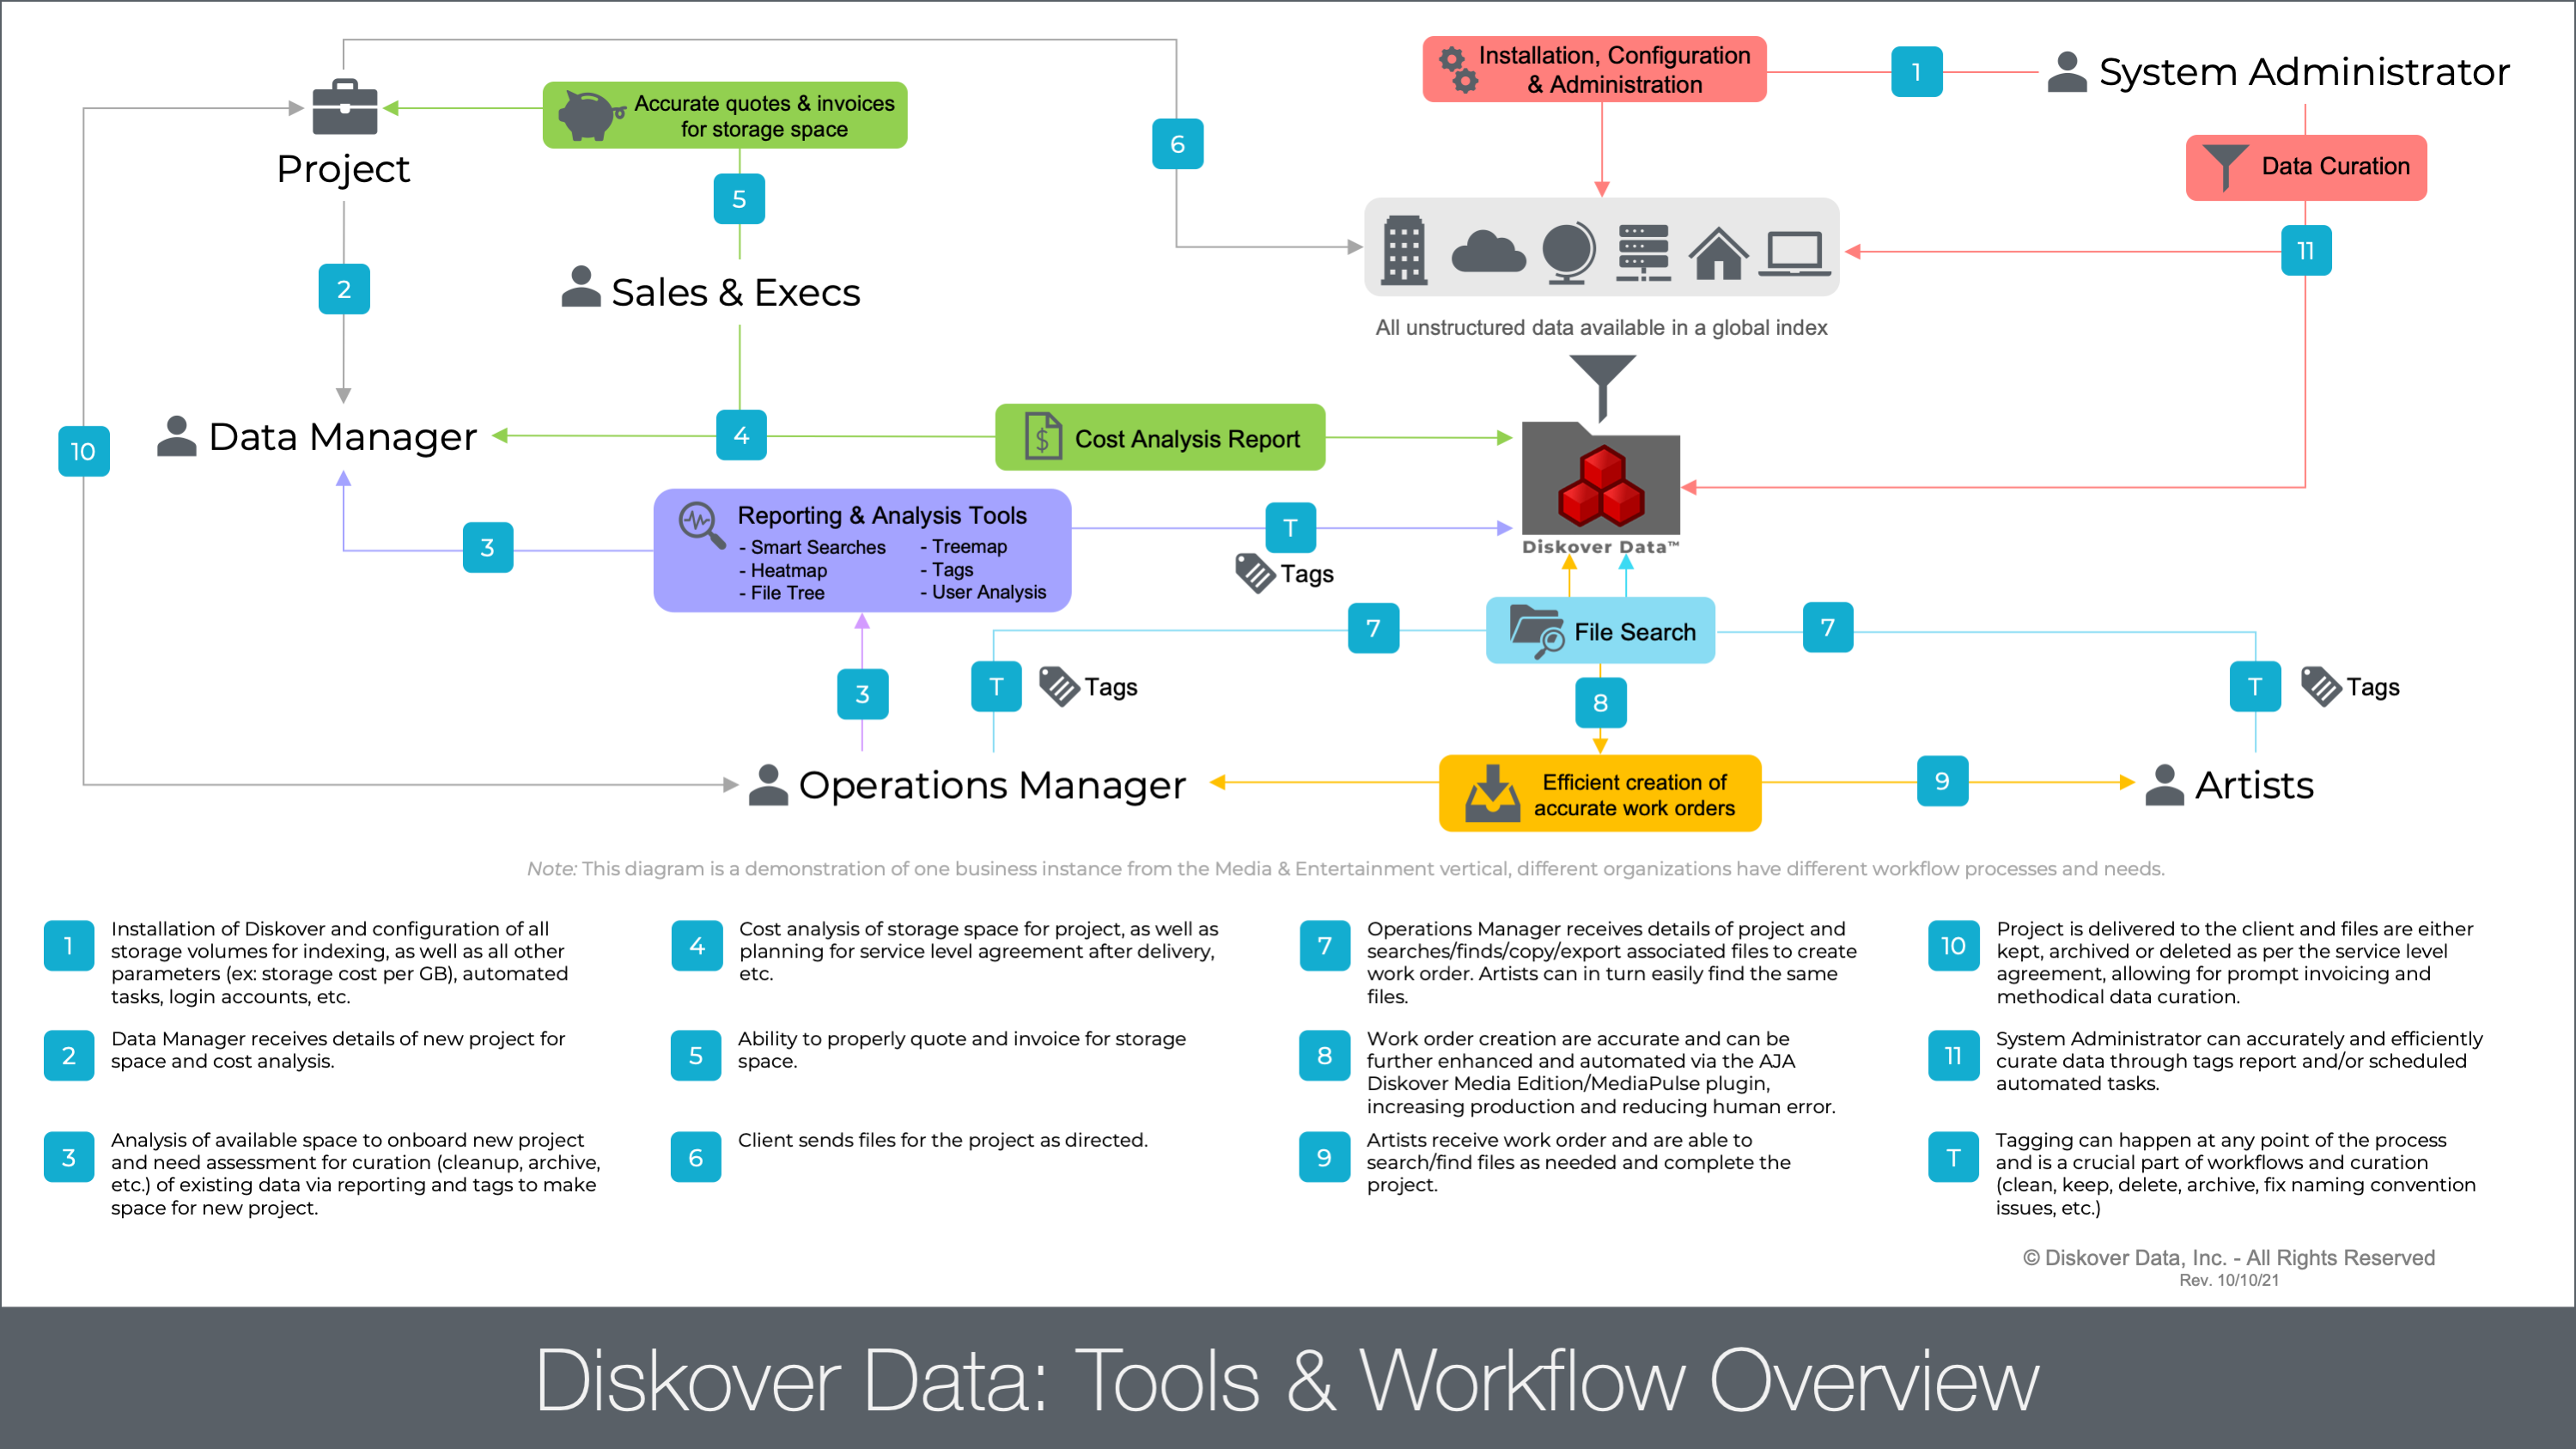 Installation, Configuration
& Administration
1
System Administrator
Project
Accurate quotes & invoices
for storage space
6
Data Curation
5
2
Sales & Execs
11
All unstructured data available in a global index
Data Manager
4
Cost Analysis Report
10
Reporting & Analysis Tools
- Smart Searches
- Heatmap
- File Tree
- Treemap
- Tags
- User Analysis
3
T
Tags
Diskover Data™
7
File Search
7
3
T
Tags
8
T
Tags
Operations Manager
Efficient creation of
accurate work orders
9
Artists
Note: This diagram is a demonstration of one business instance from the Media & Entertainment vertical, different organizations have different workflow processes and needs.
1
Installation of Diskover and configuration of all
storage volumes for indexing, as well as all other
parameters (ex: storage cost per GB), automated
tasks, login accounts, etc.
2
Data Manager receives details of new project for
space and cost analysis.
3
Analysis of available space to onboard new project
and need assessment for curation (cleanup, archive,
etc.) of existing data via reporting and tags to make
space for new project.
4
Cost analysis of storage space for project, as well as
planning for service level agreement after delivery,
etc.
5
Ability to properly quote and invoice for storage
space.
6
Client sends files for the project as directed.
7
Operations Manager receives details of project and
searches/finds/copy/export associated files to create
work order. Artists can in turn easily find the same
files.
8
Work order creation are accurate and can be
further enhanced and automated via the AJA
Diskover Media Edition/MediaPulse plugin,
increasing production and reducing human error.
9
Artists receive work order and are able to
search/find files as needed and complete the
project.
10
Project is delivered to the client and files are either
kept, archived or deleted as per the service level
agreement, allowing for prompt invoicing and
methodical data curation.
11
System Administrator can accurately and efficiently
curate data through tags report and/or scheduled
automated tasks.
T
Tagging can happen at any point of the process
and is a crucial part of workflows and curation
(clean, keep, delete, archive, fix naming convention
issues, etc.)
© Diskover Data, Inc. - All Rights Reserved
Rev. 10/10/21
Diskover Data: Tools & Workflow Overview